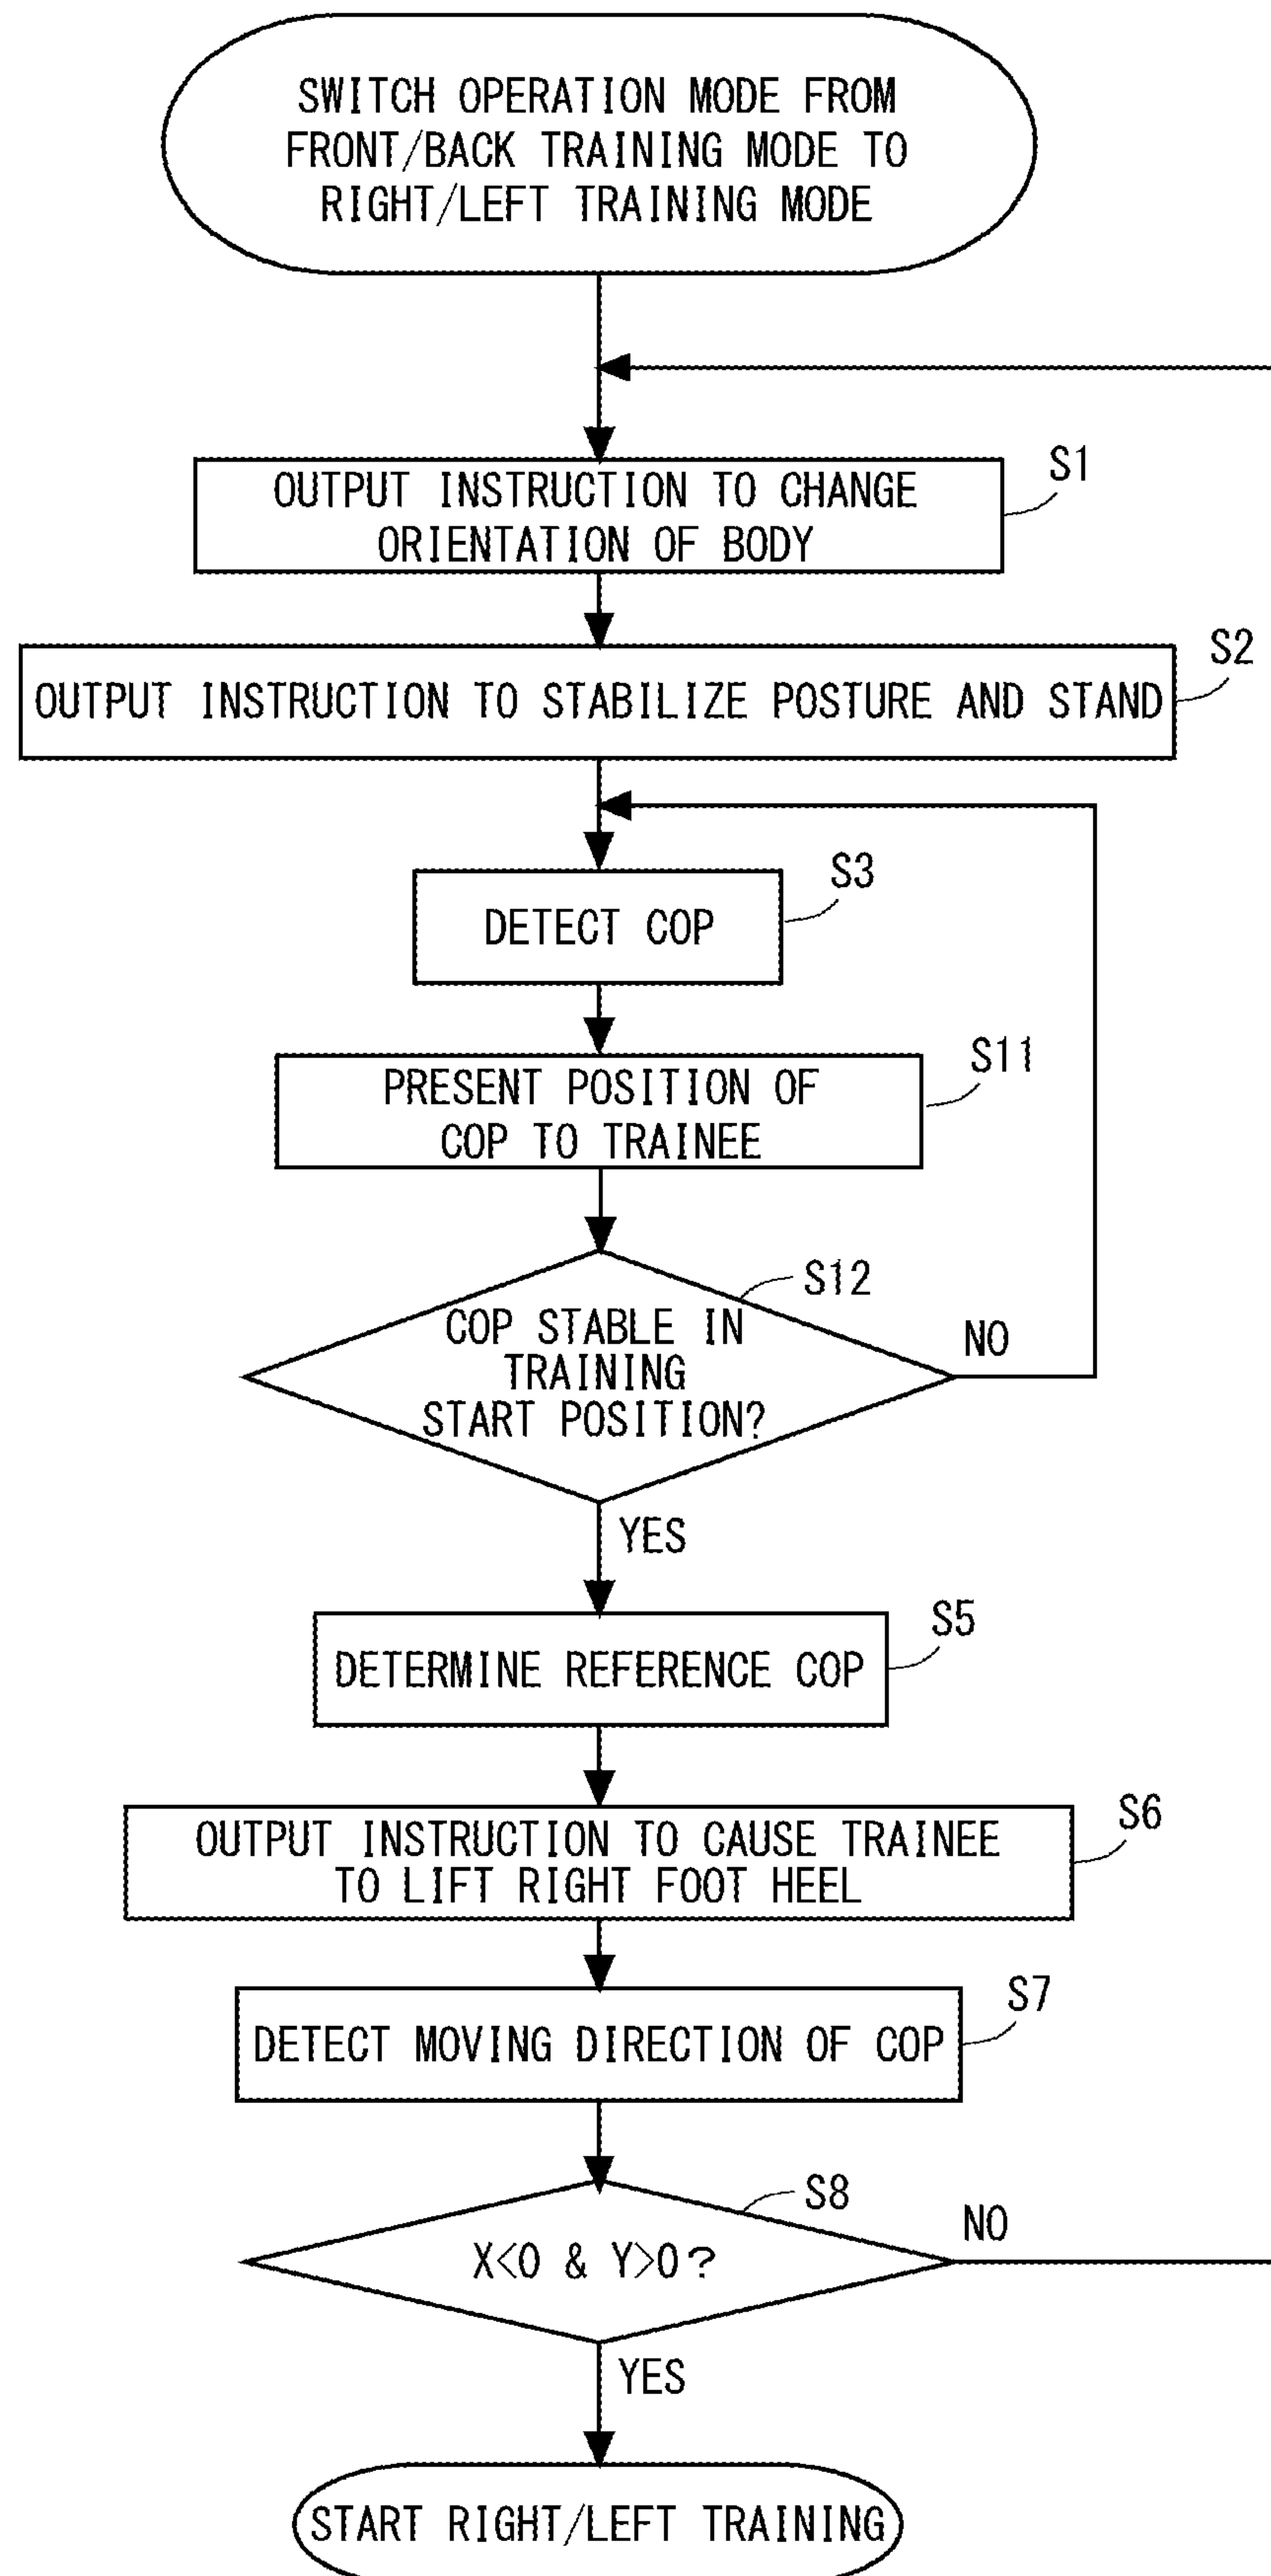 SWITCH OPERATION MODE FROM
FRONT/BACK TRAINING MODE TO
RIGHT/LEFT TRAINING MODE
S1
OUTPUT INSTRUCTION TO CHANGE
ORIENTATION OF BODY
S2
OUTPUT INSTRUCTION TO STABILIZE POSTURE AND STAND
S3
DETECT COP
S11
PRESENT POSITION OF
COP TO TRAINEE
S12
COP STABLE IN
TRAINING
START POSITION?
NO
YES
S5
DETERMINE REFERENCE COP
S6
OUTPUT INSTRUCTION TO CAUSE TRAINEE
TO LIFT RIGHT FOOT HEEL
S7
DETECT MOVING DIRECTION OF COP
S8
X<0 & Y>0?
NO
YES
START RIGHT/LEFT TRAINING